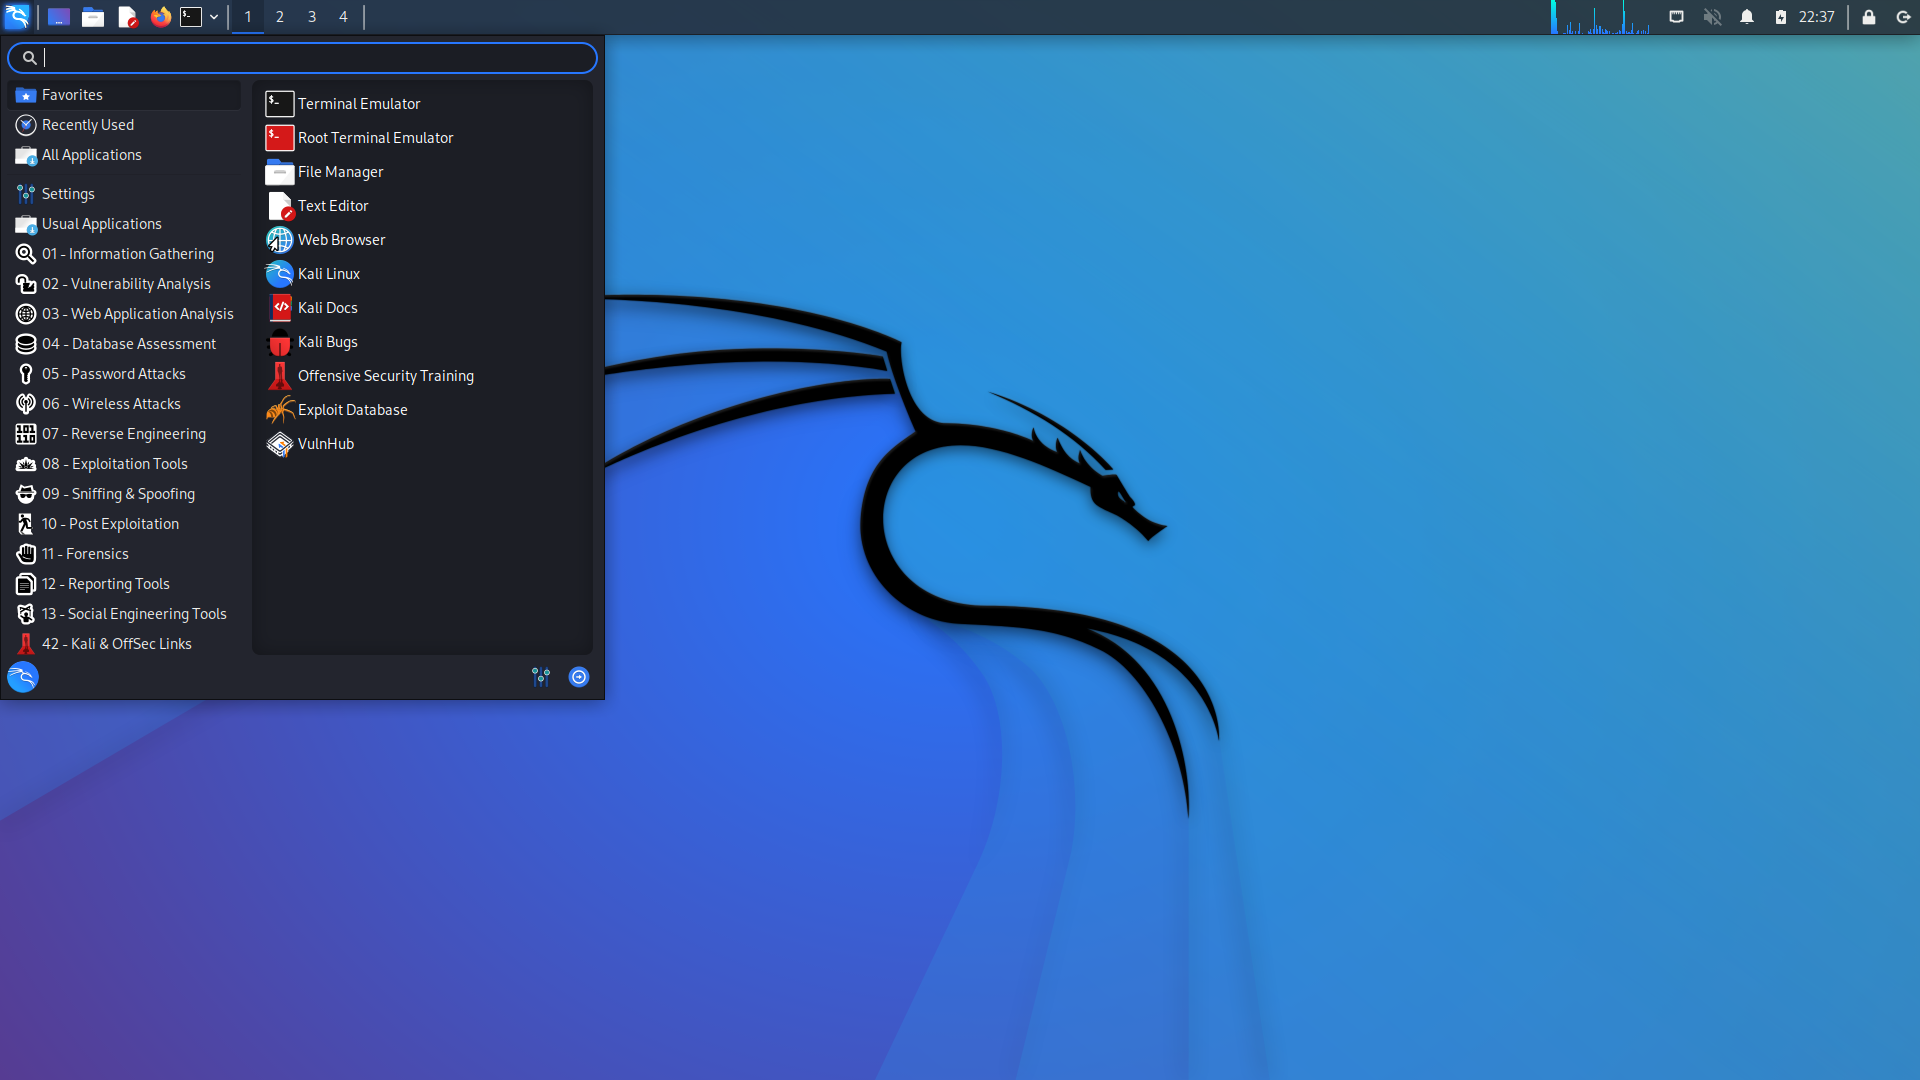 1 2 3 4
22:37
Favorites
Recently Used
All Applications
Settings
Usual Applications
01 - Information Gathering
02 - Vulnerability Analysis
03 - Web Application Analysis
04 - Database Assessment
05 - Password Attacks
06 - Wireless Attacks
07 - Reverse Engineering
08 - Exploitation Tools
09 - Sniffing & Spoofing
10 - Post Exploitation
11 - Forensics
12 - Reporting Tools
13 - Social Engineering Tools
42 - Kali & OffSec Links
Terminal Emulator
Root Terminal Emulator
File Manager
Text Editor
Web Browser
Kali Linux
Kali Docs
Kali Bugs
Offensive Security Training
Exploit Database
VulnHub